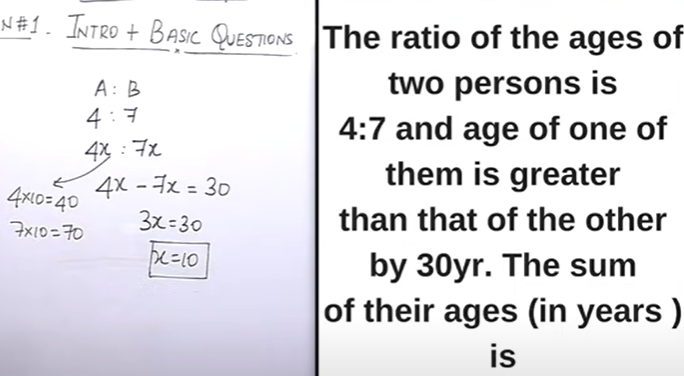 N#1. INTRO + BASIC QUESTIONS
A : B
4 : 7
4x : 7x
4x - 7x = 30
4x10=40
7x10=70
3x=30
x=10
The ratio of the ages of
two persons is
4:7 and age of one of
them is greater
than that of the other
by 30yr. The sum
of their ages (in years )
is